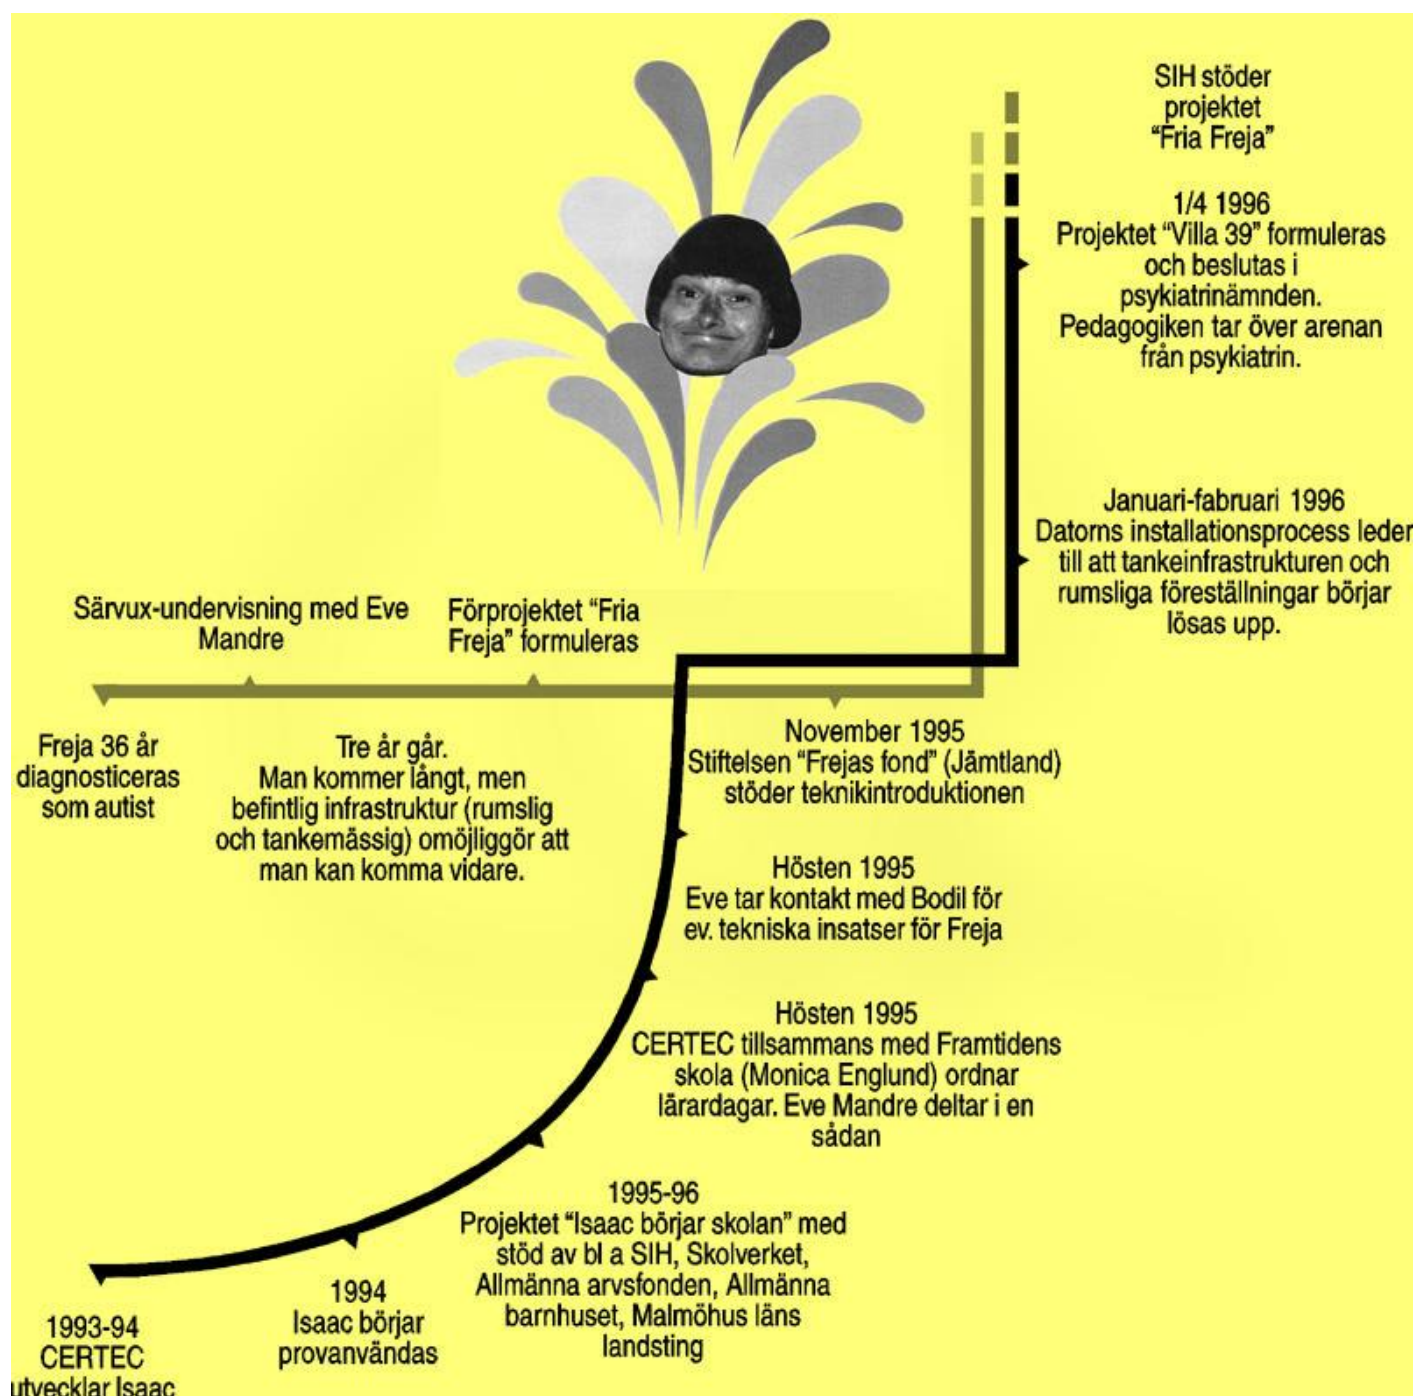 SIH stöder
projektet
“Fria Freja”
1/4 1996
Projektet “Villa 39” formuleras
och beslutas i
psykiatrinämnden.
Pedagogiken tar över arenan
från psykiatrin.
Januari-fabruari 1996
Datorns installationsprocess leder
till att tankeinfrastrukturen och
rumsliga föreställningar börjar
lösas upp.
Särvux-undervisning med Eve
Mandre
Förprojektet “Fria
Freja” formuleras
Freja 36 år
diagnosticeras
som autist
Tre år går.
Man kommer långt, men
befintlig infrastruktur (rumslig
och tankemässig) omöjliggör att
man kan komma vidare.
November 1995
Stiftelsen “Frejas fond” (Jämtland)
stöder teknikintroduktionen
Hösten 1995
Eve tar kontakt med Bodil för
ev. tekniska insatser för Freja
Hösten 1995
CERTEC tillsammans med Framtidens
skola (Monica Englund) ordnar
lärardagar. Eve Mandre deltar i en
sådan
1995-96
Projektet “Isaac börjar skolan” med
stöd av bl a SIH, Skolverket,
Allmänna arvsfonden, Allmänna
barnhuset, Malmöhus läns
landsting
1994
Isaac börjar
provanvändas
1993-94
CERTEC
utvecklar Isaac